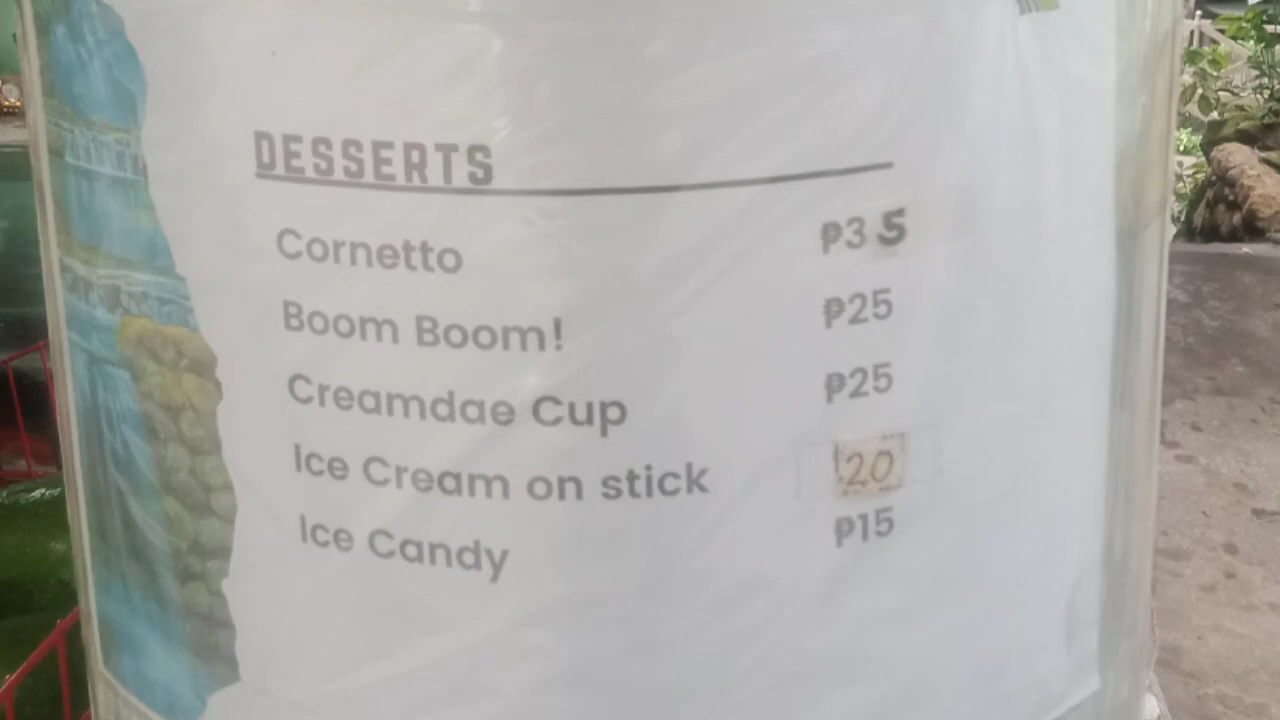 DESSERTS
Cornetto ₱35
Boom Boom! ₱25
Creamdae Cup ₱25
Ice Cream on stick 20
Ice Candy ₱15